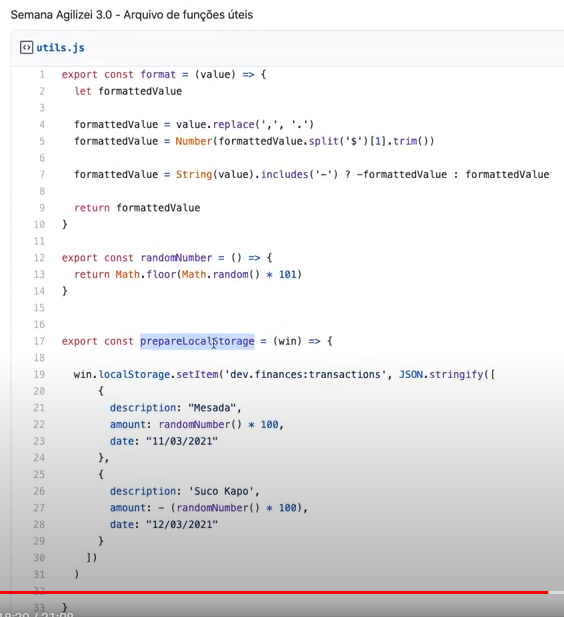 Semana Agilizei 3.0 - Arquivo de funções úteis
<> utils.js
1 export const format = (value) => {
2 let formattedValue
3
4 formattedValue = value.replace(',', '.')
5 formattedValue = Number(formattedValue.split('$')[1].trim())
6
7 formattedValue = String(value).includes('-') ? -formattedValue : formattedValue
8
9 return formattedValue
10 }
11
12 export const randomNumber = () => {
13 return Math.floor(Math.random() * 101)
14 }
15
16
17 export const prepareLocalStorage = (win) => {
18
19 win.localStorage.setItem('dev.finances:transactions', JSON.stringify([
20 {
21 description: "Mesada",
22 amount: randomNumber() * 100,
23 date: "11/03/2021"
24 },
25 {
26 description: 'Suco Kapo',
27 amount: - (randomNumber() * 100),
28 date: "12/03/2021"
29 }
30 ])
31 )
32
33 }